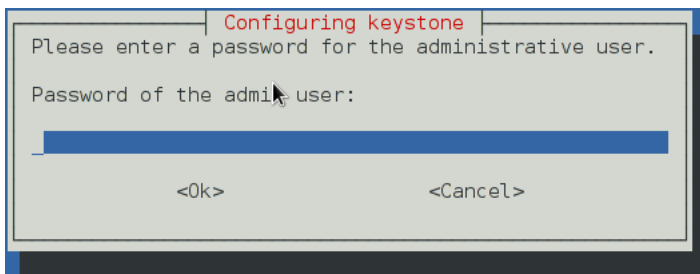 Configuring keystone
Please enter a password for the administrative user.
Password of the admin user:
_
<Ok> <Cancel>